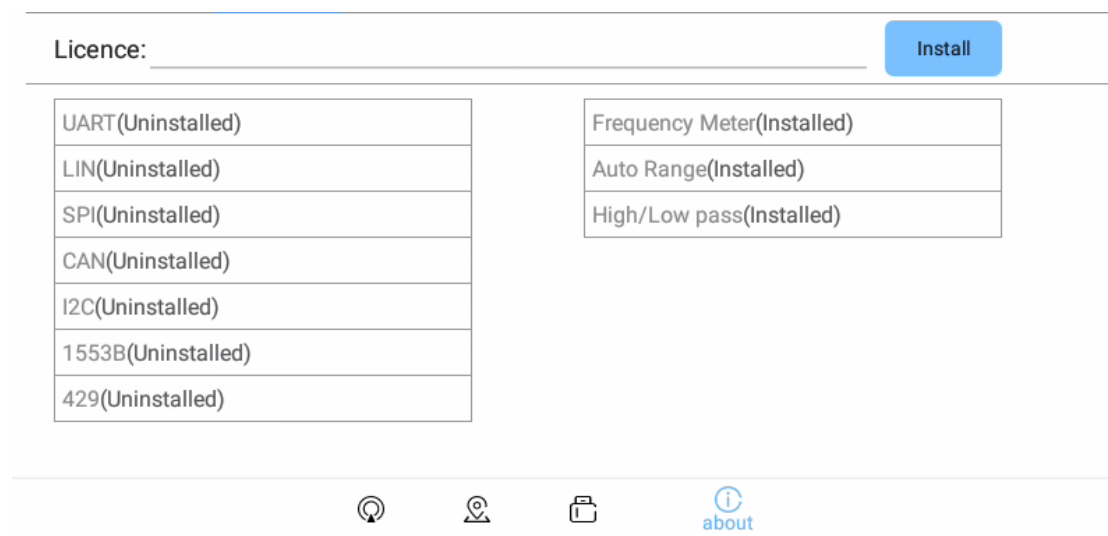 Licence:
Install
UART(Uninstalled)
LIN(Uninstalled)
SPI(Uninstalled)
CAN(Uninstalled)
I2C(Uninstalled)
1553B(Uninstalled)
429(Uninstalled)
Frequency Meter(Installed)
Auto Range(Installed)
High/Low pass(Installed)
about